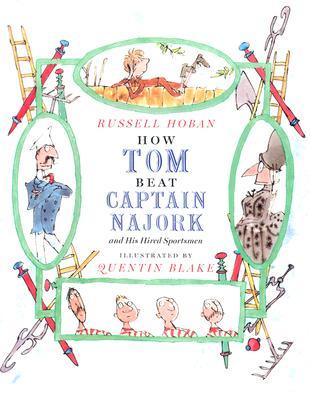 RUSSELL HOBAN
HOW
TOM
BEAT
CAPTAIN
NAJORK
and His Hired Sportsmen
ILLUSTRATED BY
QUENTIN BLAKE